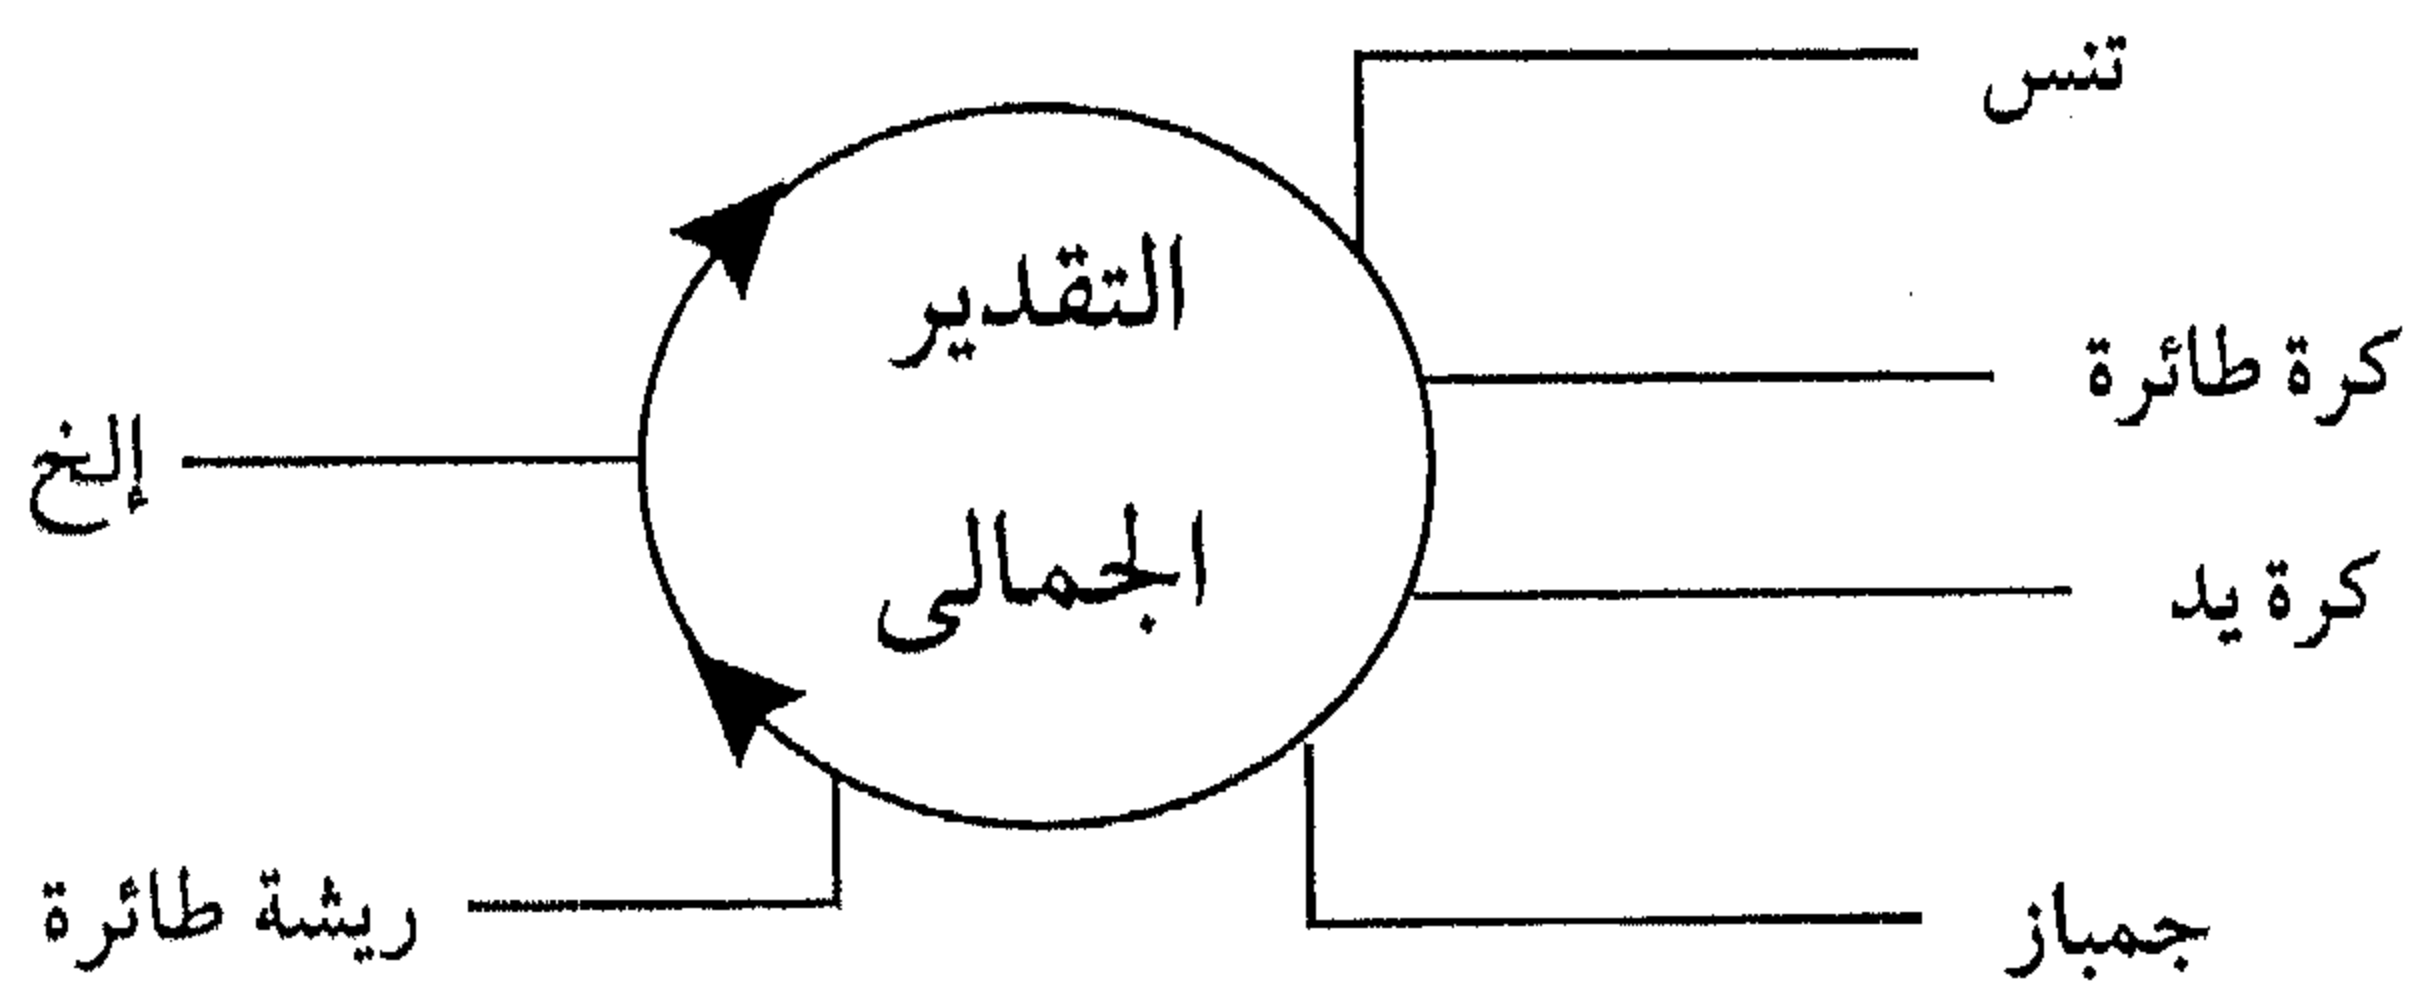 تنس
التقدير
كرة طائرة
إلخ
الجمالى
كرة يد
ريشة طائرة
جمباز